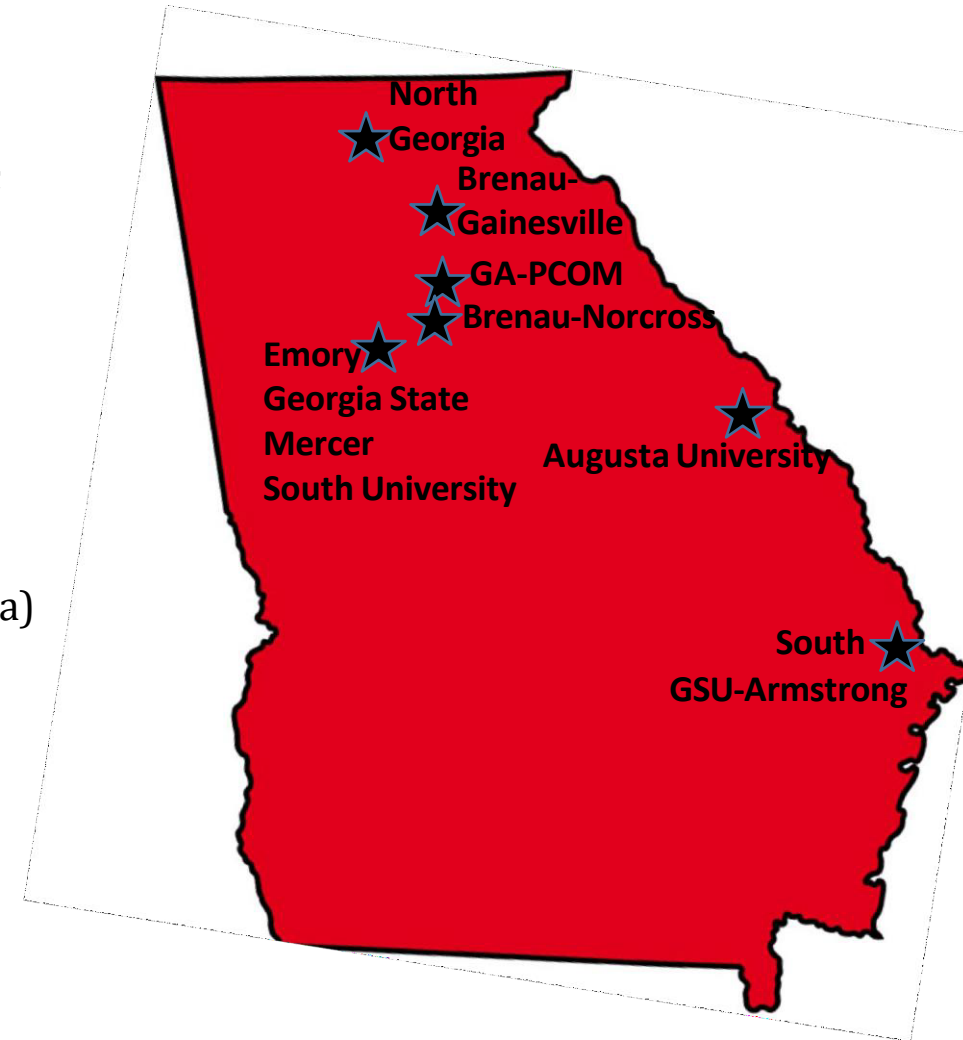 North
Georgia
Brenau-
Gainesville
GA-PCOM
Brenau-Norcross
Emory
Georgia State
Mercer
South University
Augusta University
a)
South
GSU-Armstrong